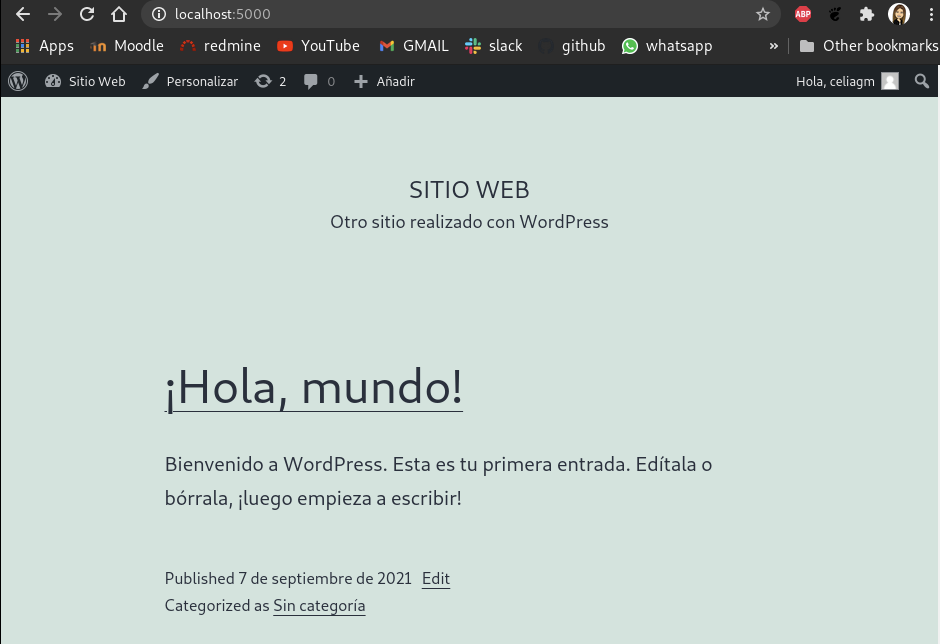 localhost:5000
ABP
Apps Moodle redmine YouTube GMAIL slack github whatsapp » Other bookmarks
Sitio Web Personalizar 2 0 Añadir Hola, celiagm
SITIO WEB
Otro sitio realizado con WordPress
¡Hola, mundo!
Bienvenido a WordPress. Esta es tu primera entrada. Edítala o
bórrala, ¡luego empieza a escribir!
Published 7 de septiembre de 2021 Edit
Categorized as Sin categoría